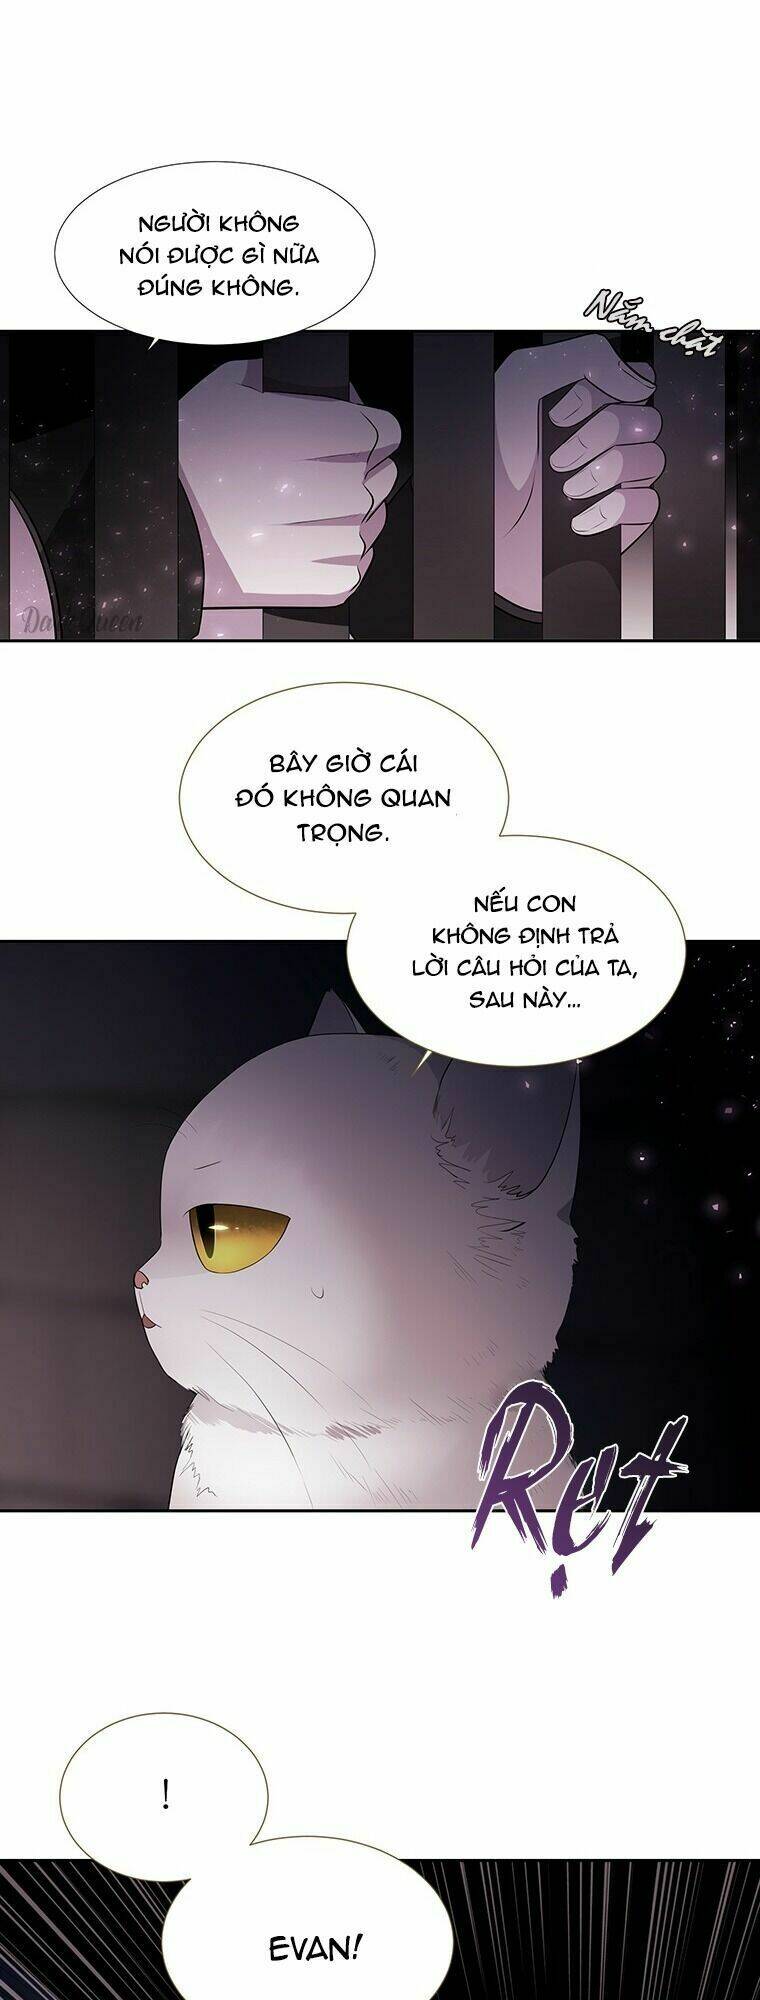 NGƯỜI KHÔNG
NÓI ĐƯỢC GÌ NỮA
ĐÚNG KHÔNG.
Nắm chặt
BÂY GIỜ CÁI
ĐÓ KHÔNG QUAN
TRỌNG.
NẾU CON
KHÔNG ĐỊNH TRẢ
LỜI CÂU HỎI CỦA TA,
SAU NÀY...
Rẹt
!
EVAN!